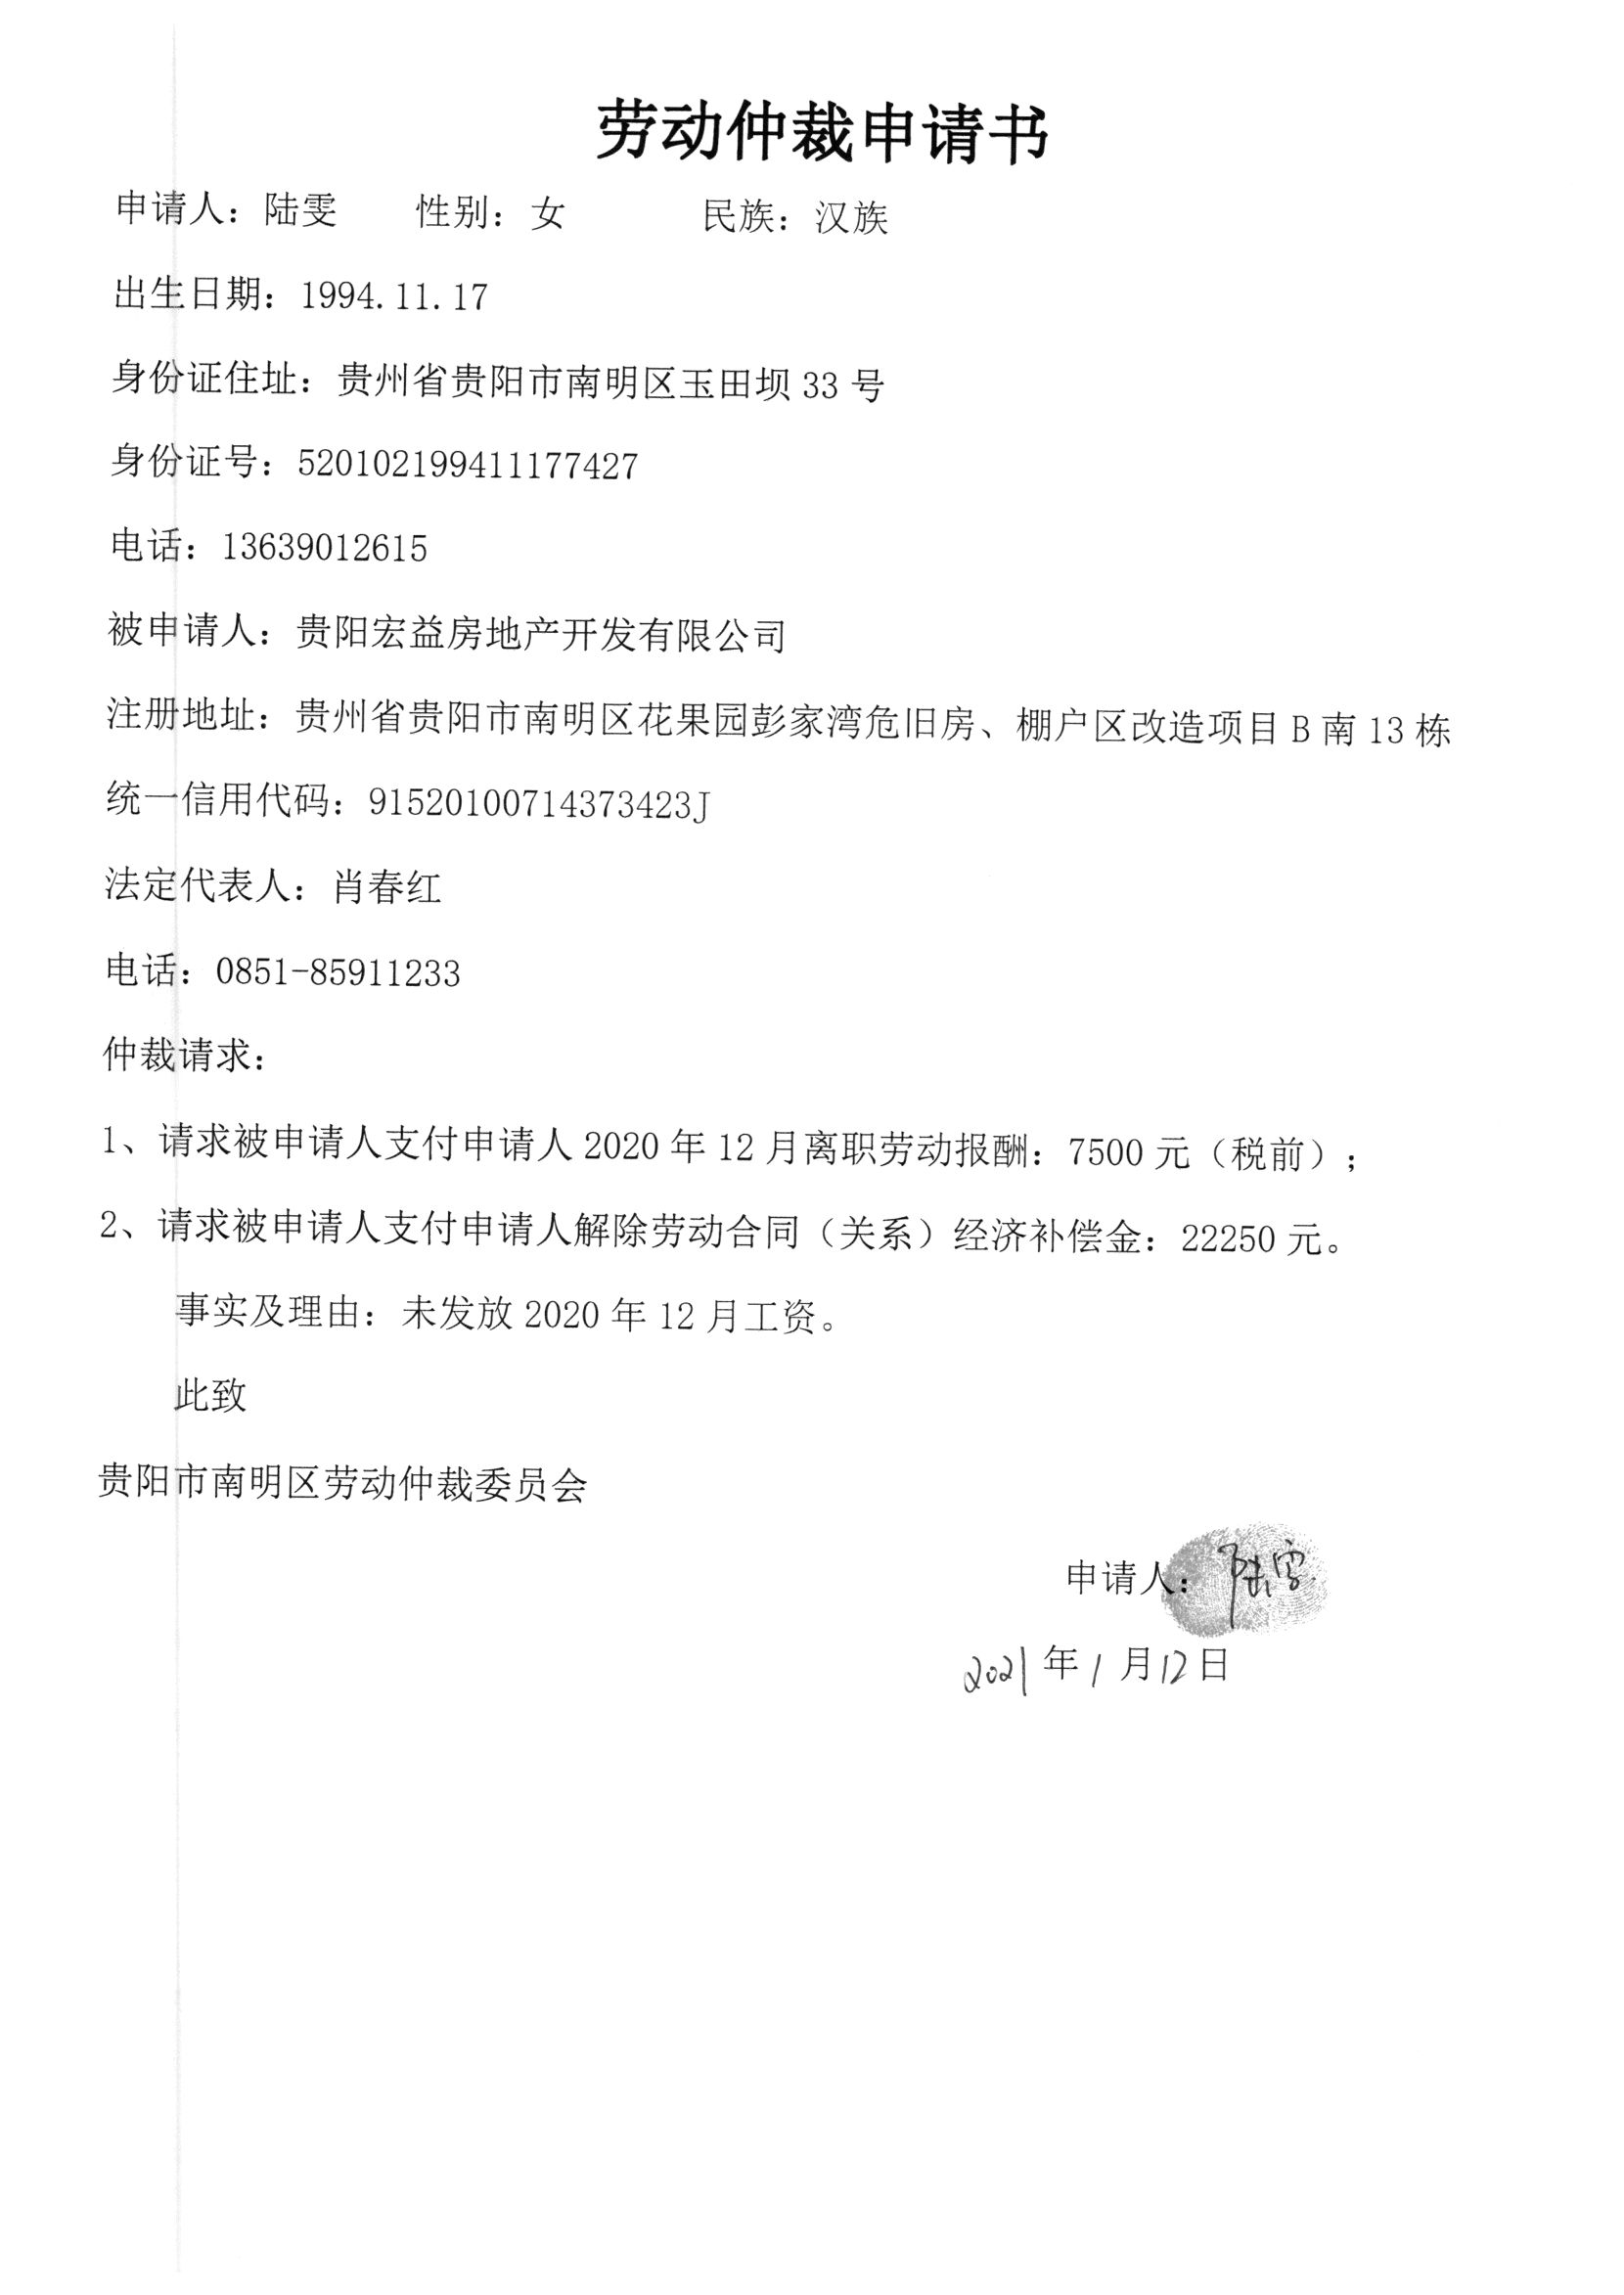 劳动仲裁申请书
申请人：陆雯 性别：女 民族：汉族
出生日期：1994.11.17
身份证住址：贵州省贵阳市南明区玉田坝 33 号
身份证号：520102199411177427
电话：13639012615
被申请人：贵阳宏益房地产开发有限公司
注册地址：贵州省贵阳市南明区花果园彭家湾危旧房、棚户区改造项目 B 南 13 栋
统一信用代码：91520100714373423J
法定代表人：肖春红
电话：0851-85911233
仲裁请求：
1、请求被申请人支付申请人 2020 年 12 月离职劳动报酬：7500 元（税前）；
2、请求被申请人支付申请人解除劳动合同（关系）经济补偿金：22250 元。
事实及理由：未发放 2020 年 12 月工资。
此致
贵阳市南明区劳动仲裁委员会
申请人：陆雯
2021 年 1 月 12 日